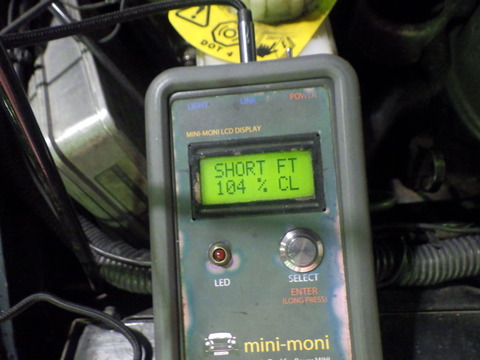 DOT 4
LIGHT LINK POWER
MINI-MONI LCD DISPLAY
SHORT FT
104 % CL
LED
SELECT
ENTER
(LONG PRESS)
mini-moni
MINI